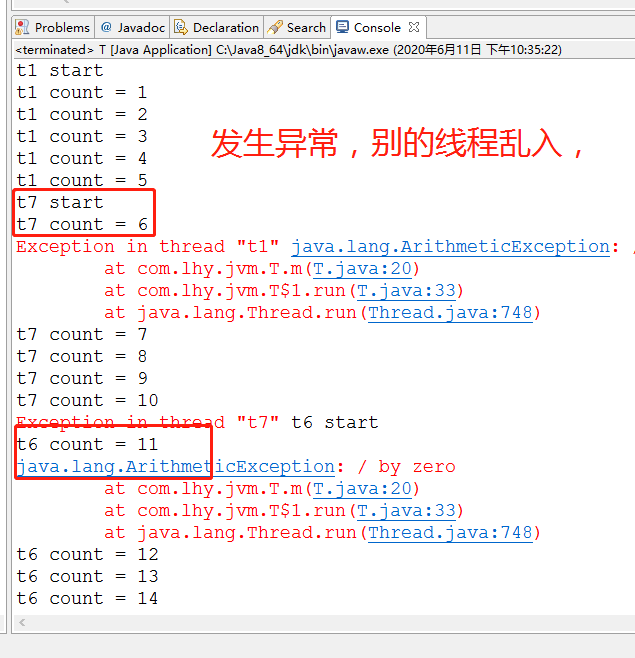 Problems @ Javadoc Declaration Search Console
<terminated> T [Java Application] C:\Java8_64\jdk\bin\javaw.exe (2020年6月11日 下午10:35:22)
t1 start
t1 count = 1
t1 count = 2
t1 count = 3
t1 count = 4
t1 count = 5
发生异常，别的线程乱入，
t7 start
t7 count = 6
Exception in thread "t1" java.lang.ArithmeticException: /
at com.lhy.jvm.T.m(T.java:20)
at com.lhy.jvm.T$1.run(T.java:33)
at java.lang.Thread.run(Thread.java:748)
t7 count = 7
t7 count = 8
t7 count = 9
t7 count = 10
Exception in thread "t7" t6 start
t6 count = 11
java.lang.ArithmeticException: / by zero
at com.lhy.jvm.T.m(T.java:20)
at com.lhy.jvm.T$1.run(T.java:33)
at java.lang.Thread.run(Thread.java:748)
t6 count = 12
t6 count = 13
t6 count = 14